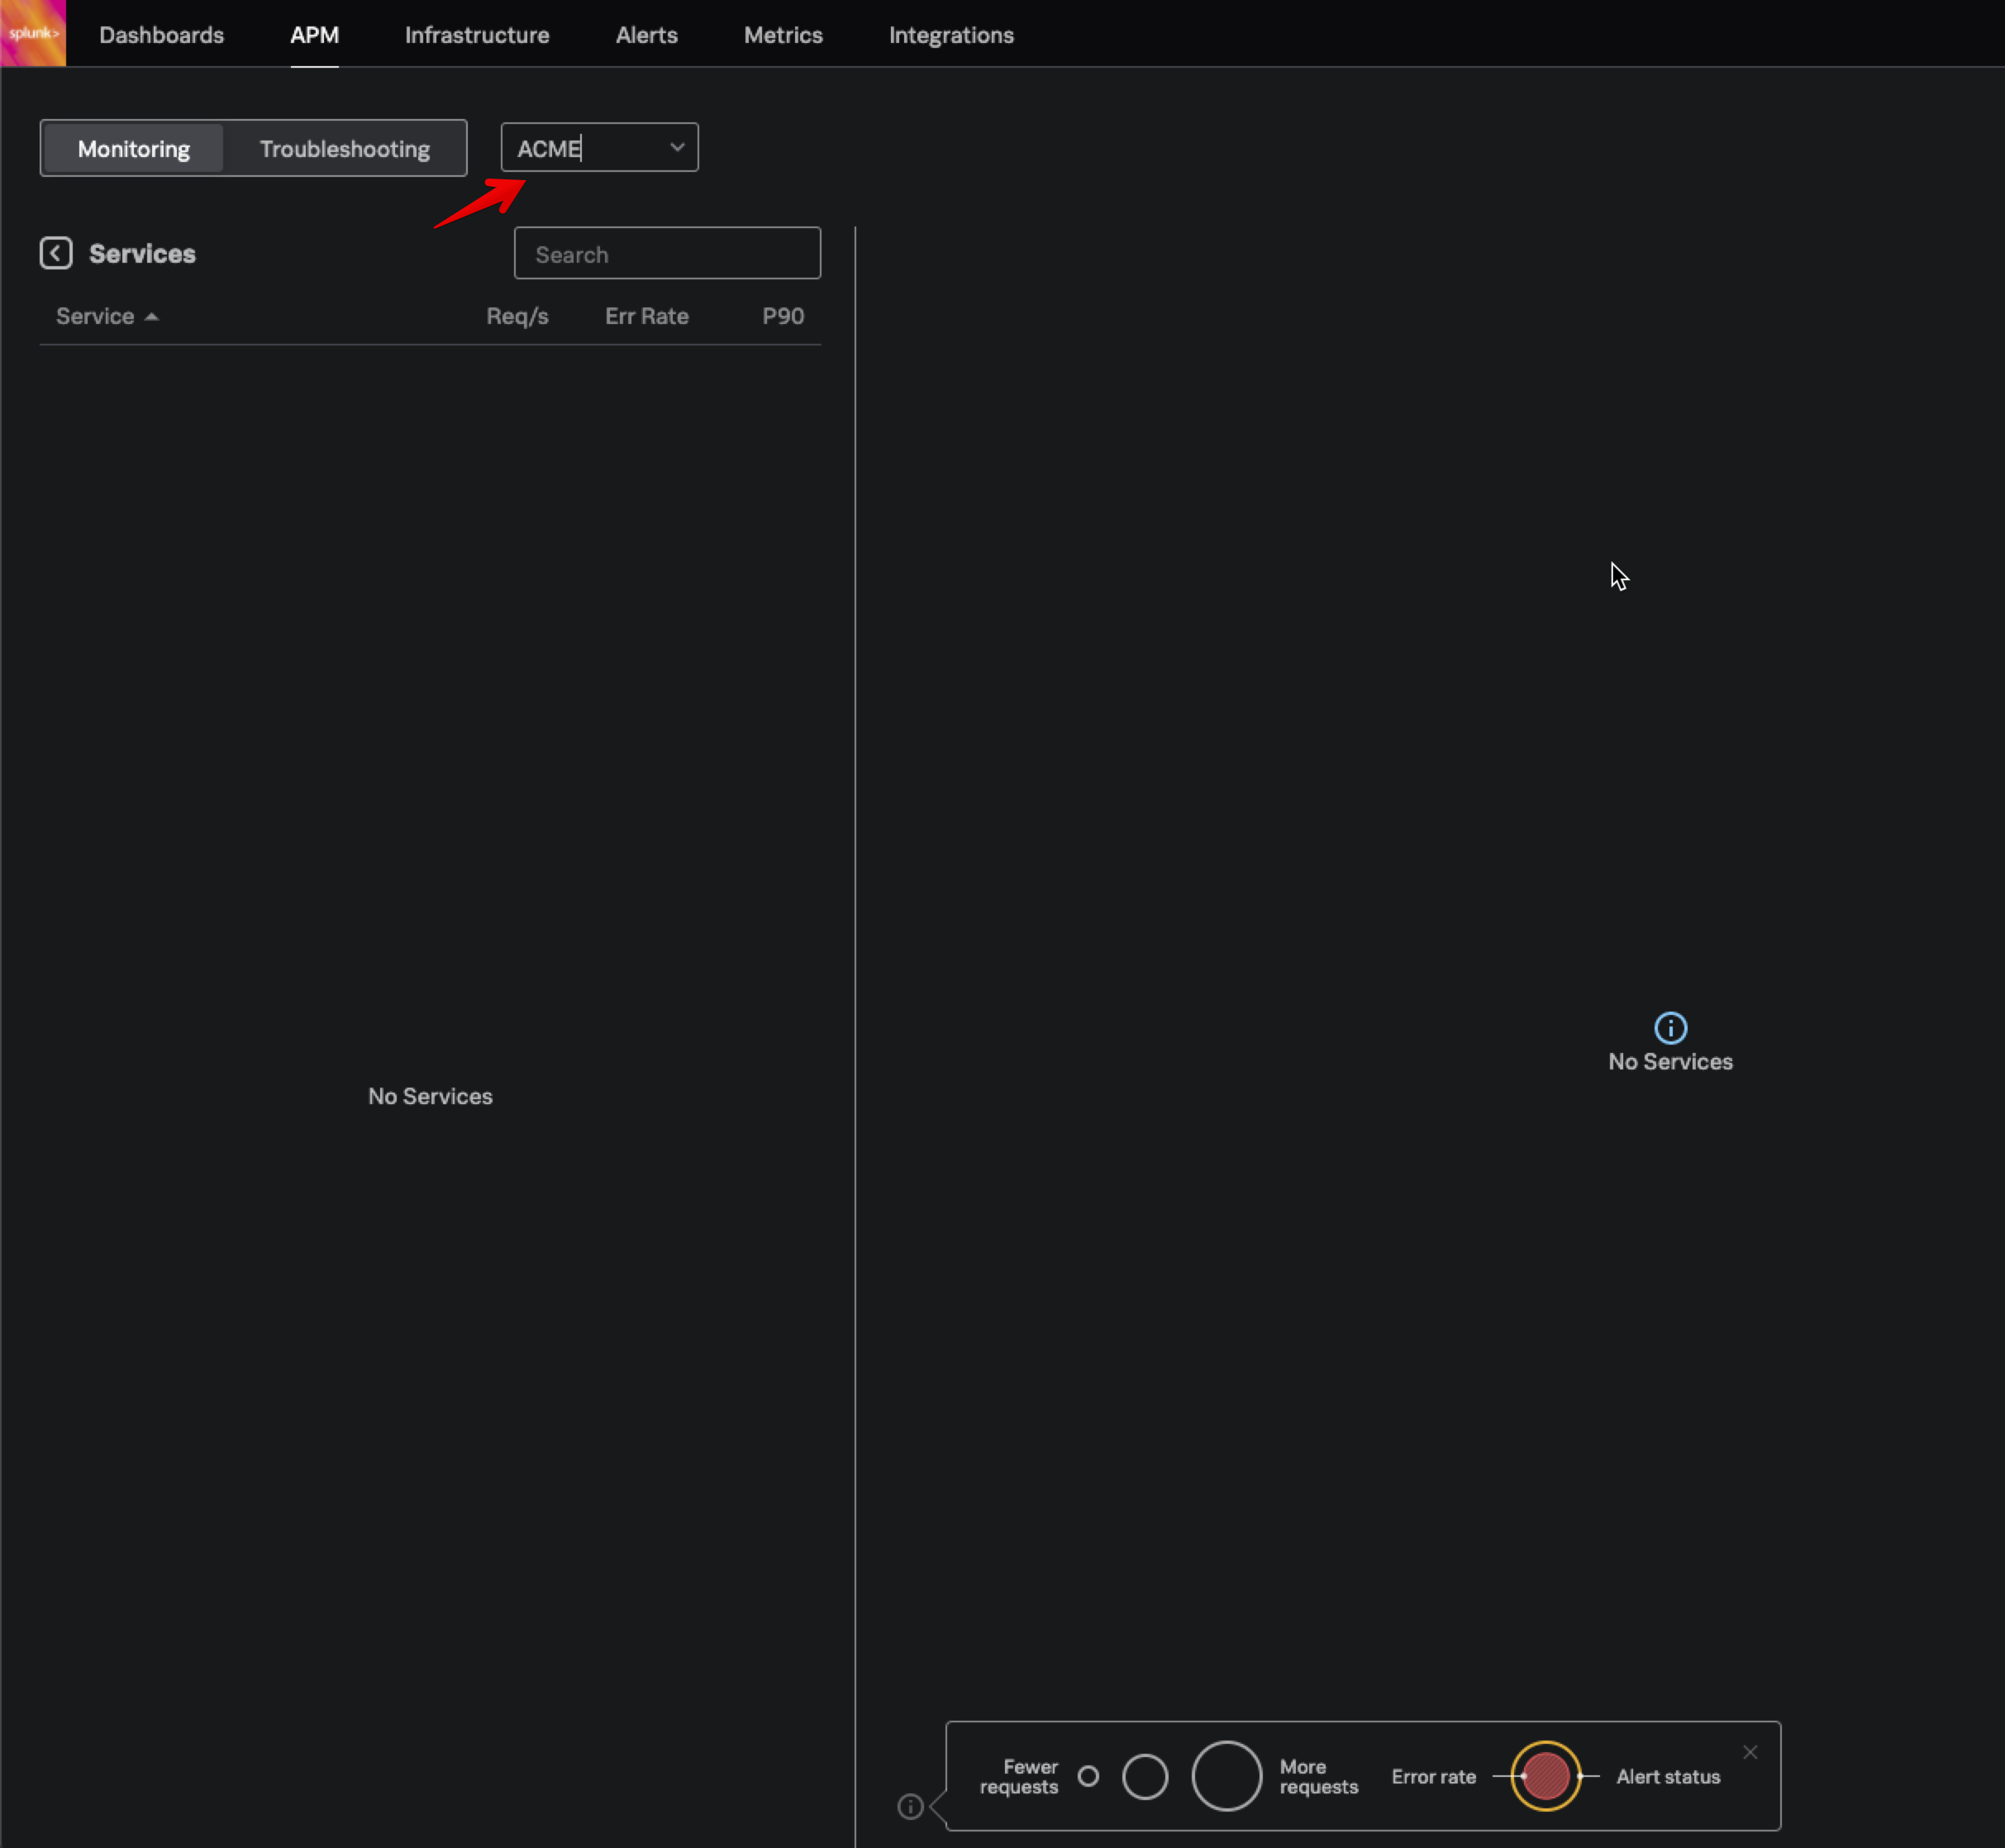 splunk>
Dashboards
APM
Infrastructure
Alerts
Metrics
Integrations
Monitoring
Troubleshooting
ACME
Services
Search
Service
Req/s
Err Rate
P90
No Services
No Services
Fewer
requests
More
requests
Error rate
Alert status